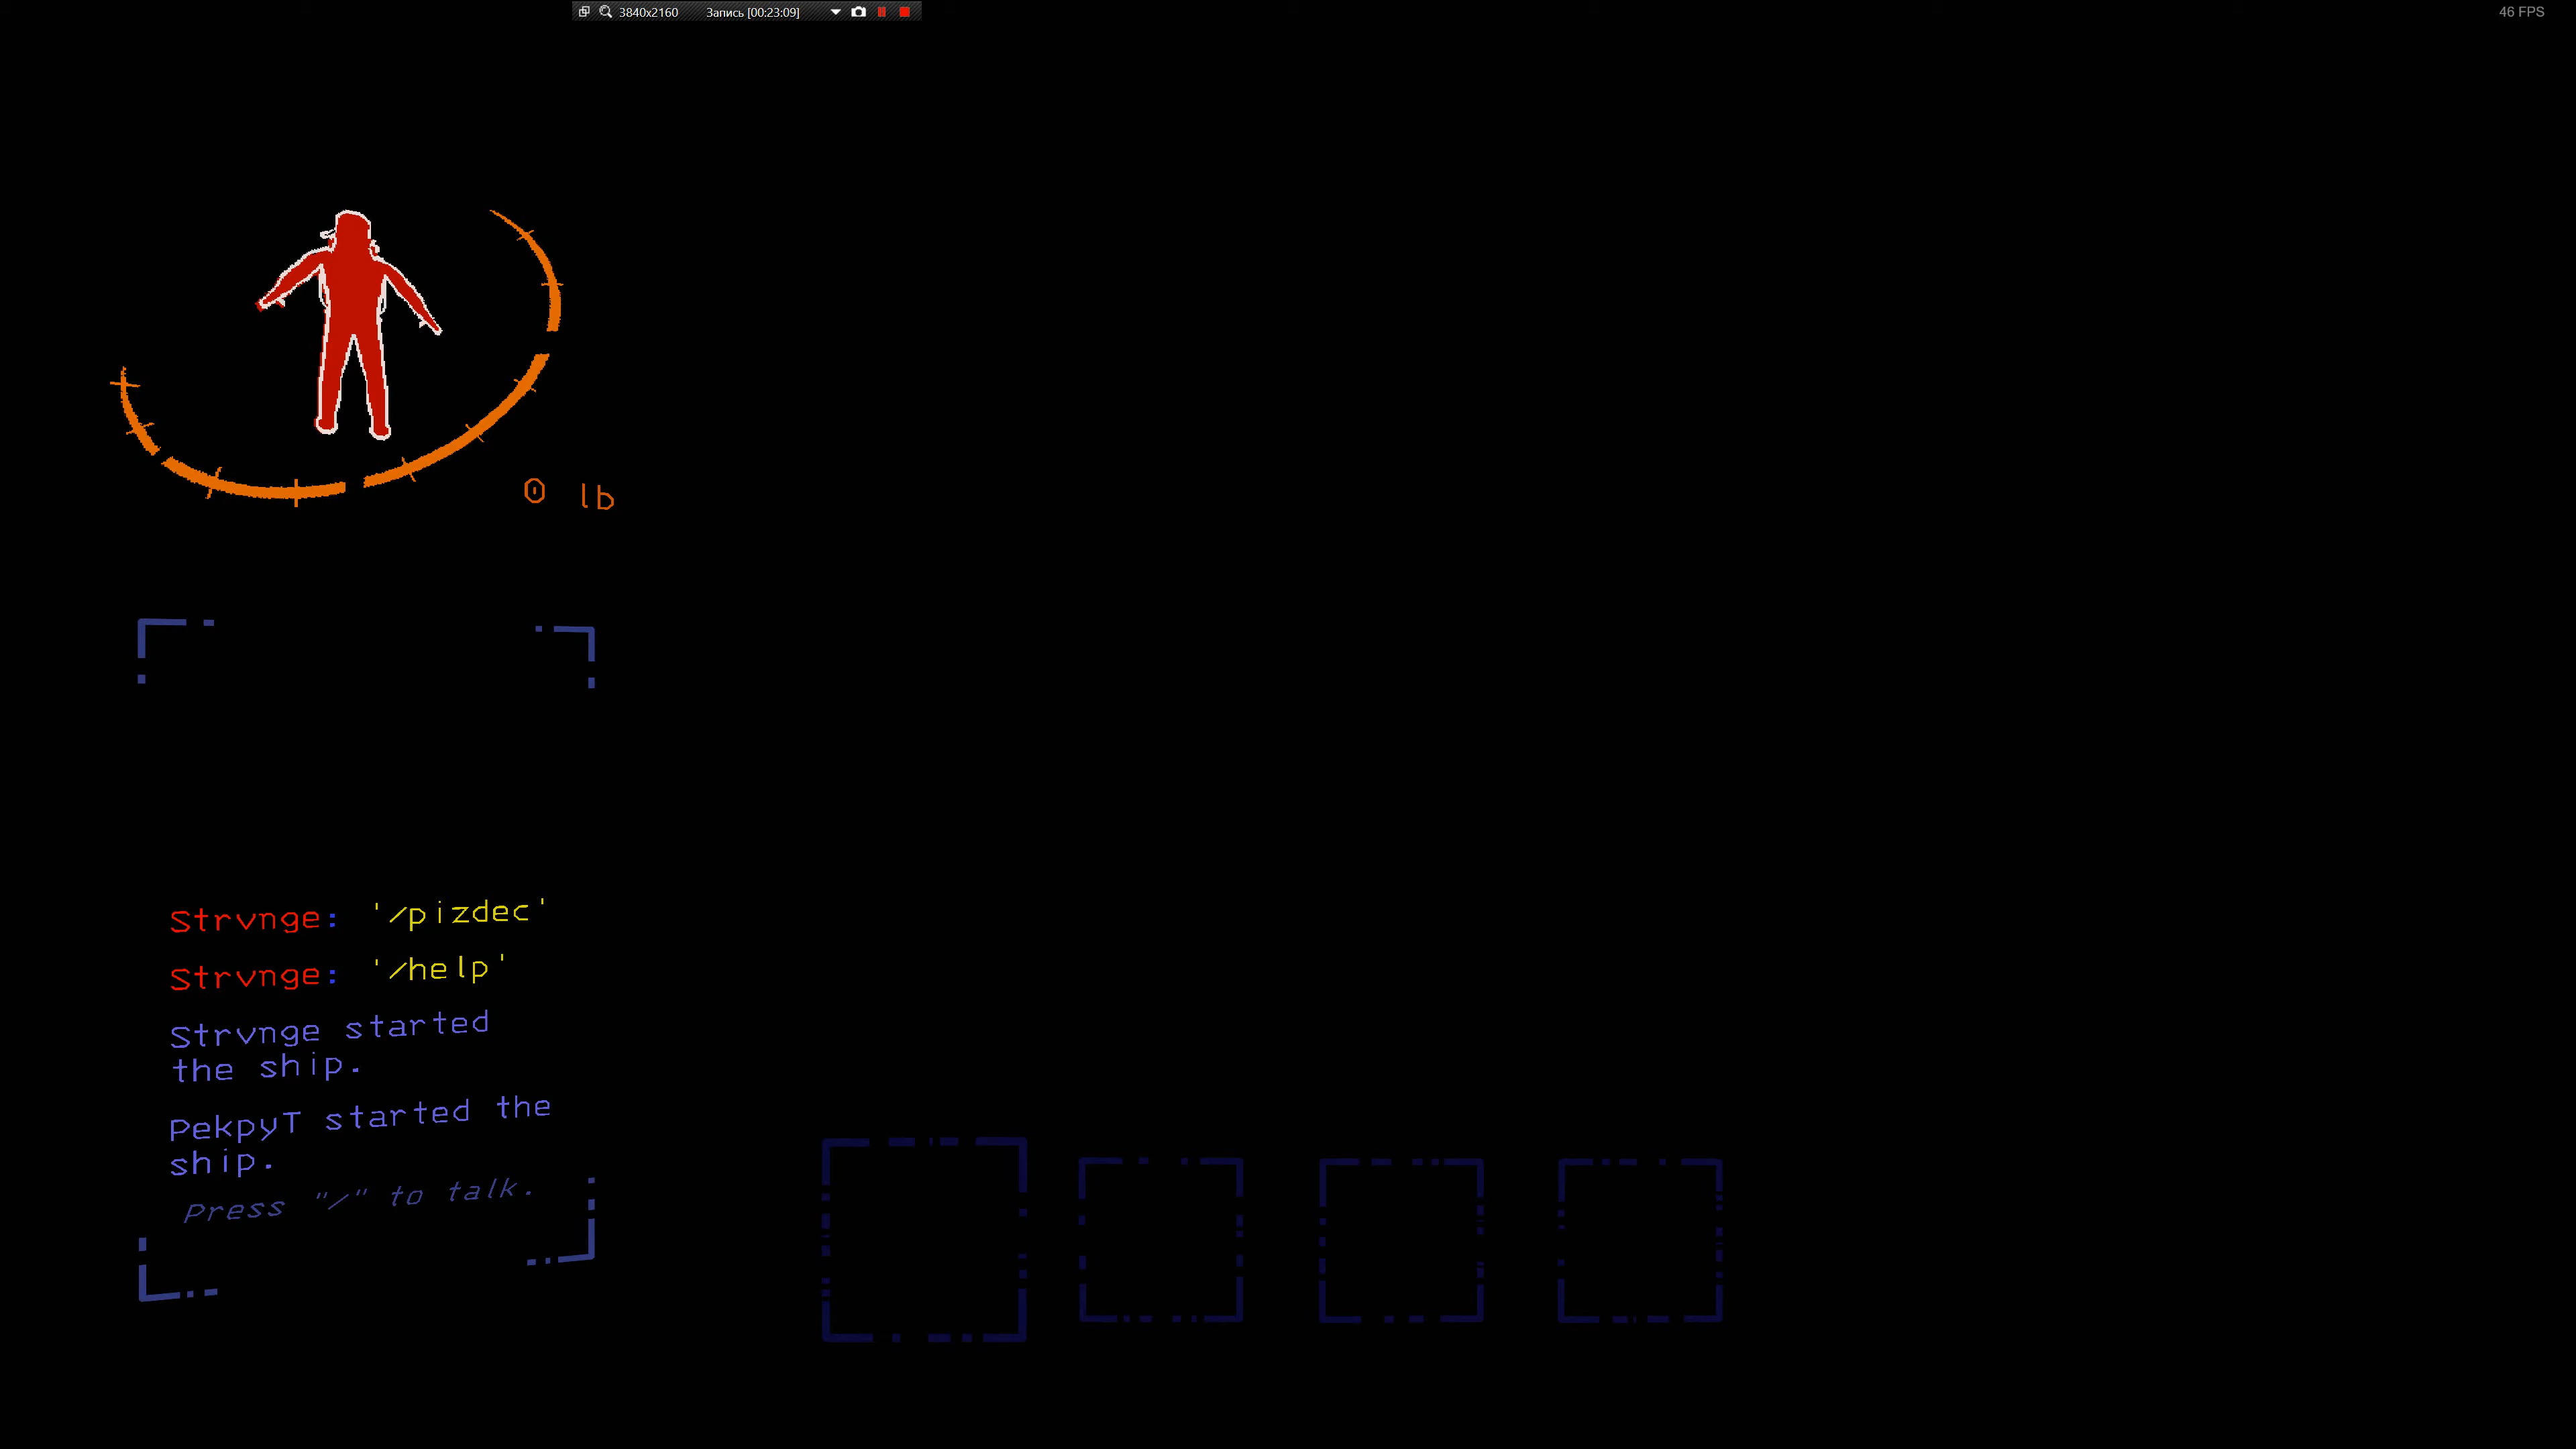 3840x2160 Запись [00:23:09]
46 FPS
0 lb
Strvnge: '/pizdec'
Strvnge: '/help'
Strvnge started
the ship.
PekpyT started the
ship.
Press "/" to talk.